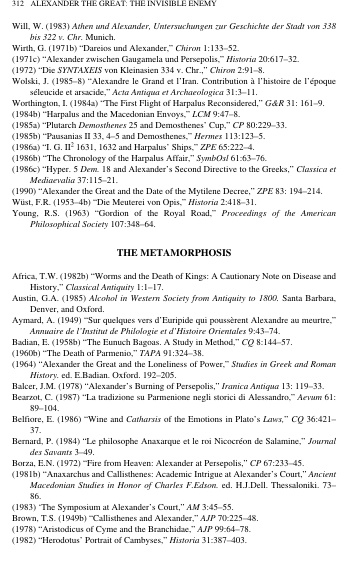 312 ALEXANDER THE GREAT: THE INVISIBLE ENEMY
Will, W. (1983) Athen und Alexander, Untersuchungen zur Geschichte der Stadt von 338
bis 322 v. Chr. Munich.
Wirth, G. (1971b) “Dareios und Alexander,” Chiron 1:133–52.
(1971c) “Alexander zwischen Gaugamela und Persepolis,” Historia 20:617–32.
(1972) “Die SYNTAXEIS von Kleinasien 334 v. Chr.,” Chiron 2:91–8.
Wolski, J. (1985–8) “Alexandre le Grand et l’Iran. Contribution à l’histoire de l’époque
séleucide et arsacide,” Acta Antiqua et Archaeologica 31:3–11.
Worthington, I. (1984a) “The First Flight of Harpalus Reconsidered,” G&R 31: 161–9.
(1984b) “Harpalus and the Macedonian Envoys,” LCM 9:47–8.
(1985a) “Plutarch Demosthenes 25 and Demosthenes’ Cup,” CP 80:229–33.
(1985b) “Pausanias II 33, 4–5 and Demosthenes,” Hermes 113:123–5.
(1986a) “I. G. II² 1631, 1632 and Harpalus’ Ships,” ZPE 65:222–4.
(1986b) “The Chronology of the Harpalus Affair,” SymbOsl 61:63–76.
(1986c) “Hyper. 5 Dem. 18 and Alexander’s Second Directive to the Greeks,” Classica et
Mediaevalia 37:115–21.
(1990) “Alexander the Great and the Date of the Mytilene Decree,” ZPE 83: 194–214.
Wüst, F.R. (1953–4b) “Die Meuterei von Opis,” Historia 2:418–31.
Young, R.S. (1963) “Gordion of the Royal Road,” Proceedings of the American
Philosophical Society 107:348–64.
THE METAMORPHOSIS
Africa, T.W. (1982b) “Worms and the Death of Kings: A Cautionary Note on Disease and
History,” Classical Antiquity 1:1–17.
Austin, G.A. (1985) Alcohol in Western Society from Antiquity to 1800, Santa Barbara,
Denver, and Oxford.
Aymard, A. (1949) “Sur quelques vers d’Euripide qui poussèrent Alexandre au meurtre,”
Annuaire de l’Institut de Philologie et d’Histoire Orientales 9:43–74.
Badian, E. (1958b) “The Eunuch Bagoas. A Study in Method,” CQ 8:144–57.
(1960b) “The Death of Parmenio,” TAPA 91:324–38.
(1964) “Alexander the Great and the Loneliness of Power,” Studies in Greek and Roman
History. ed. E.Badian. Oxford. 192–205.
Balcer, J.M. (1978) “Alexander’s Burning of Persepolis,” Iranica Antiqua 13: 119–33.
Bearzot, C. (1987) “La tradizione su Parmenione negli storici di Alessandro,” Aevum 61:
89–104.
Belfiore, E. (1986) “Wine and Catharsis of the Emotions in Plato’s Laws,” CQ 36:421–
37.
Bernard, P. (1984) “Le philosophe Anaxarque et le roi Nicocréon de Salamine,” Journal
des Savants 3–49.
Borza, E.N. (1972) “Fire from Heaven: Alexander at Persepolis,” CP 67:233–45.
(1981b) “Anaxarchus and Callisthenes: Academic Intrigue at Alexander’s Court,” Ancient
Macedonian Studies in Honor of Charles F.Edson. ed. H.J.Dell. Thessaloniki. 73–
86.
(1983) “The Symposium at Alexander’s Court,” AM 3:45–55.
Brown, T.S. (1949b) “Callisthenes and Alexander,” AJP 70:225–48.
(1978) “Aristodicus of Cyme and the Branchidae,” AJP 99:64–78.
(1982) “Herodotus’ Portrait of Cambyses,” Historia 31:387–403.